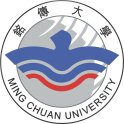 銘傳大學
MING CHUAN UNIVERSITY